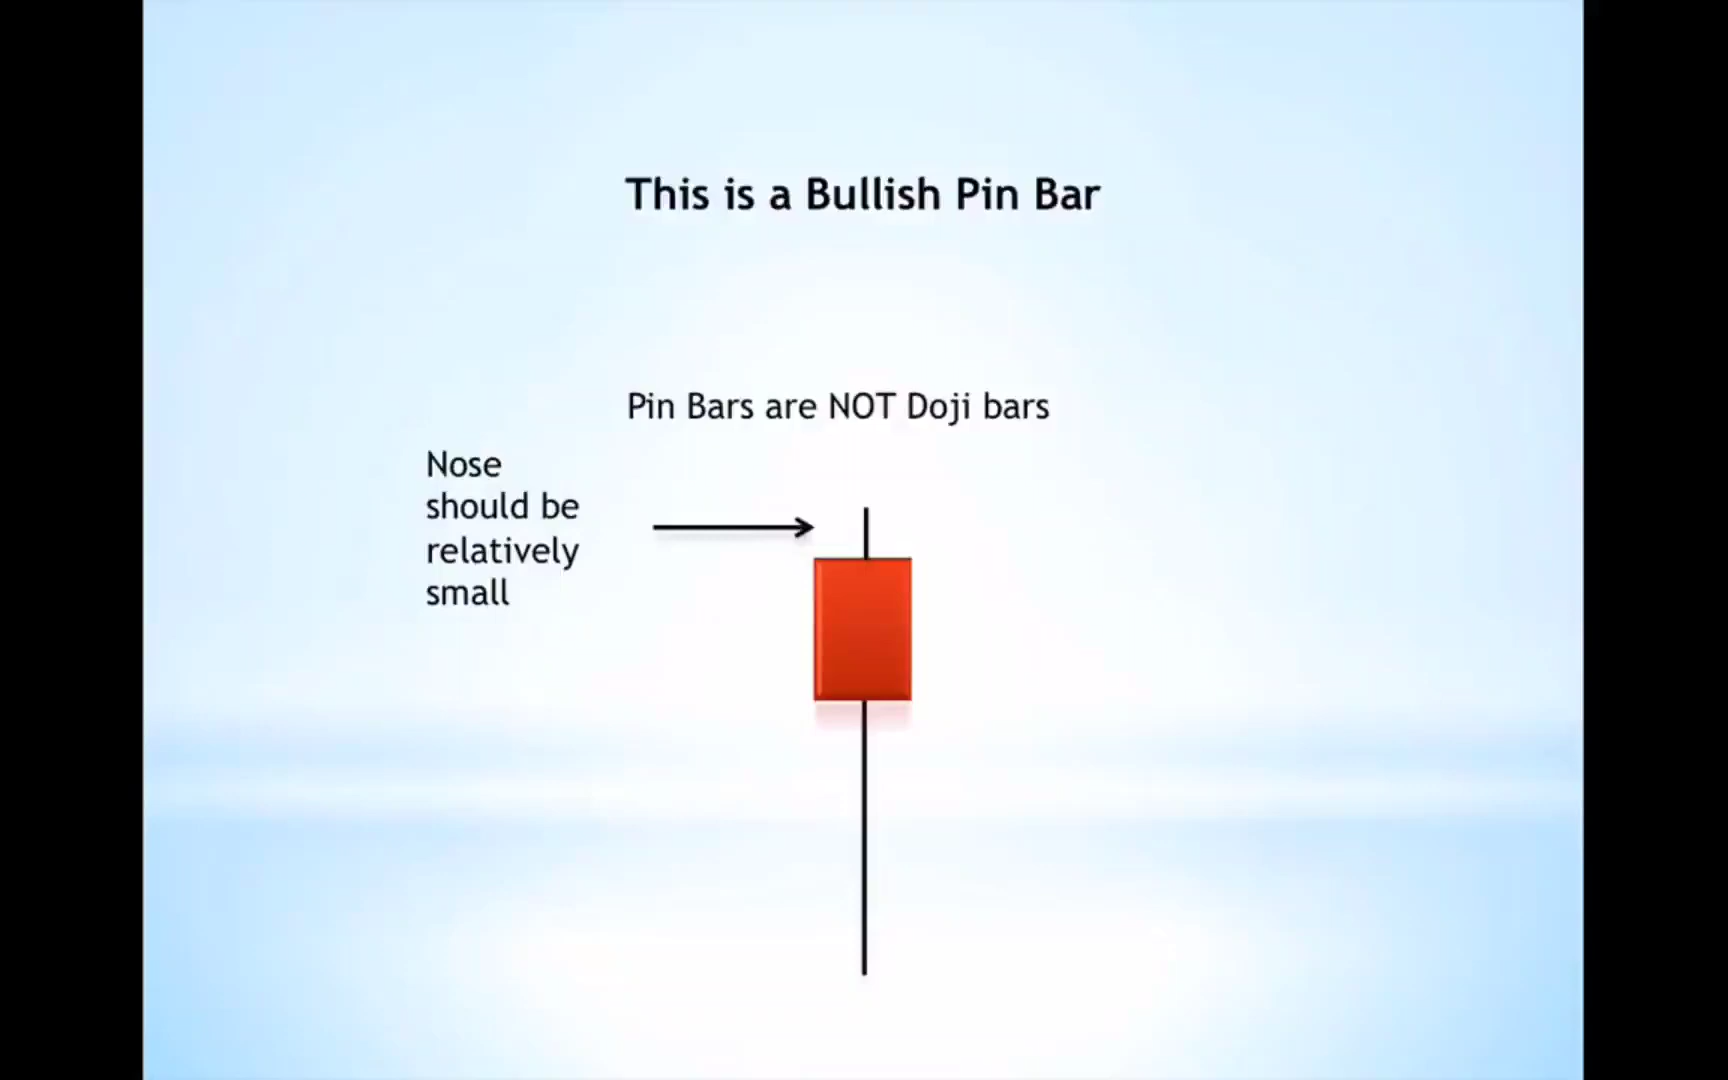 This is a Bullish Pin Bar
Pin Bars are NOT Doji bars
Nose
should be
relatively
small